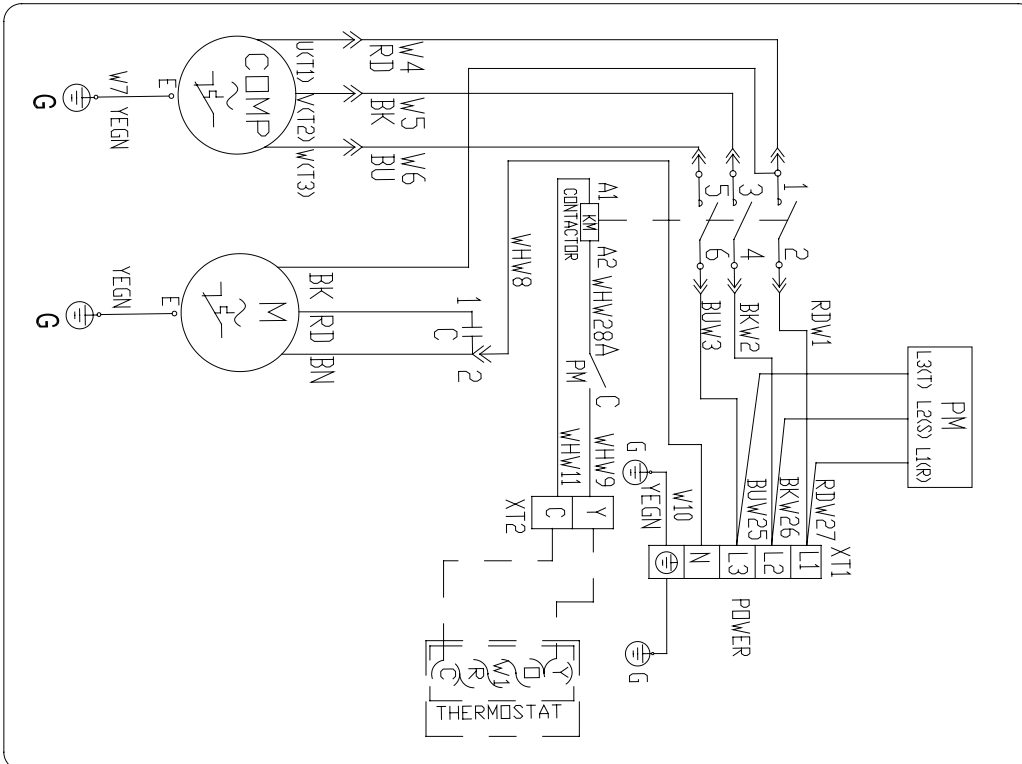 COMP
U(T1)
V(T2)
W(T3)
W4
RD
W5
BK
W6
BU
E
W7 YEGN
G
M
BK
RD
BN
1
C
2
E
YEGN
G
WHW8
A1
KM
CONTACTOR
A2
WHW28A
PM
C
WHW9
WHW11
XT2
C
Y
1
2
3
4
5
6
RDW1
BKW2
BUW3
PM
L3(T)
L2(S)
L1(R)
RDW27
BKW26
BUW25
W10
G
YEGN
XT1
L1
L2
L3
N
POWER
G
C
R
W1
O
Y
THERMOSTAT